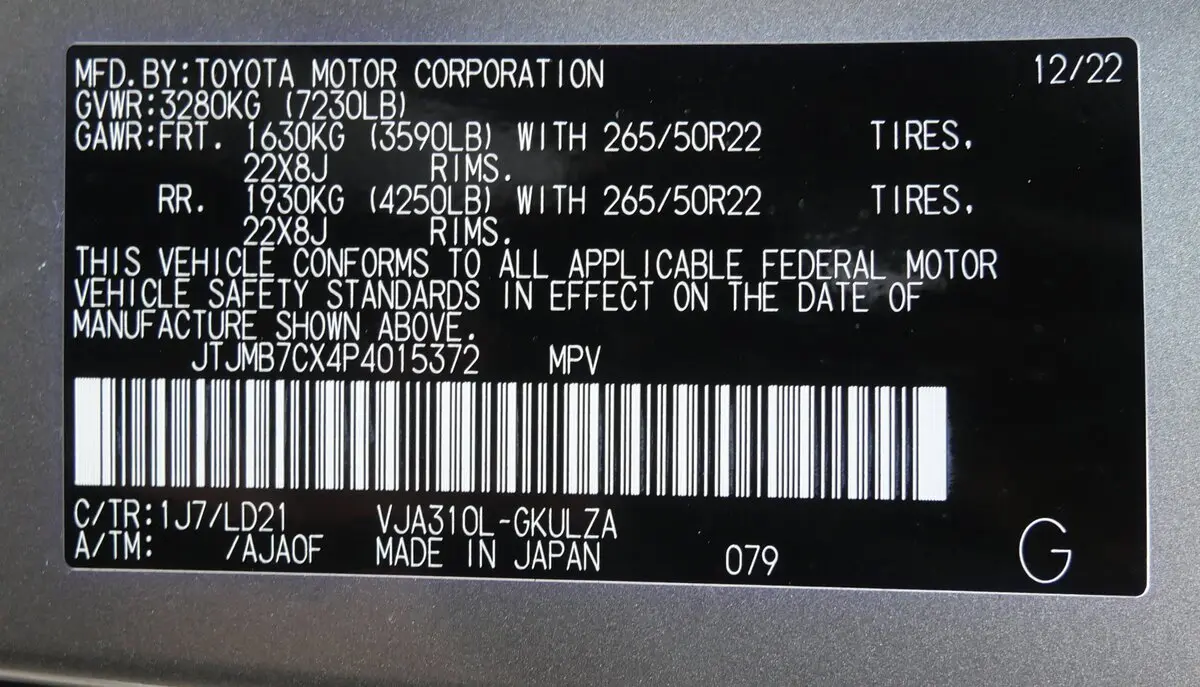 MFD.BY:TOYOTA MOTOR CORPORATION 12/22
GVWR:3280KG (7230LB)
GAWR:FRT. 1630KG (3590LB) WITH 265/50R22 TIRES.
22X8J RIMS.
RR. 1930KG (4250LB) WITH 265/50R22 TIRES.
22X8J RIMS.
THIS VEHICLE CONFORMS TO ALL APPLICABLE FEDERAL MOTOR
VEHICLE SAFETY STANDARDS IN EFFECT ON THE DATE OF
MANUFACTURE SHOWN ABOVE.
JTJMB7CX4P4015372 MPV
C/TR:1J7/LD21 VJA310L-GKULZA
A/TM: /AJA0F MADE IN JAPAN 079 G